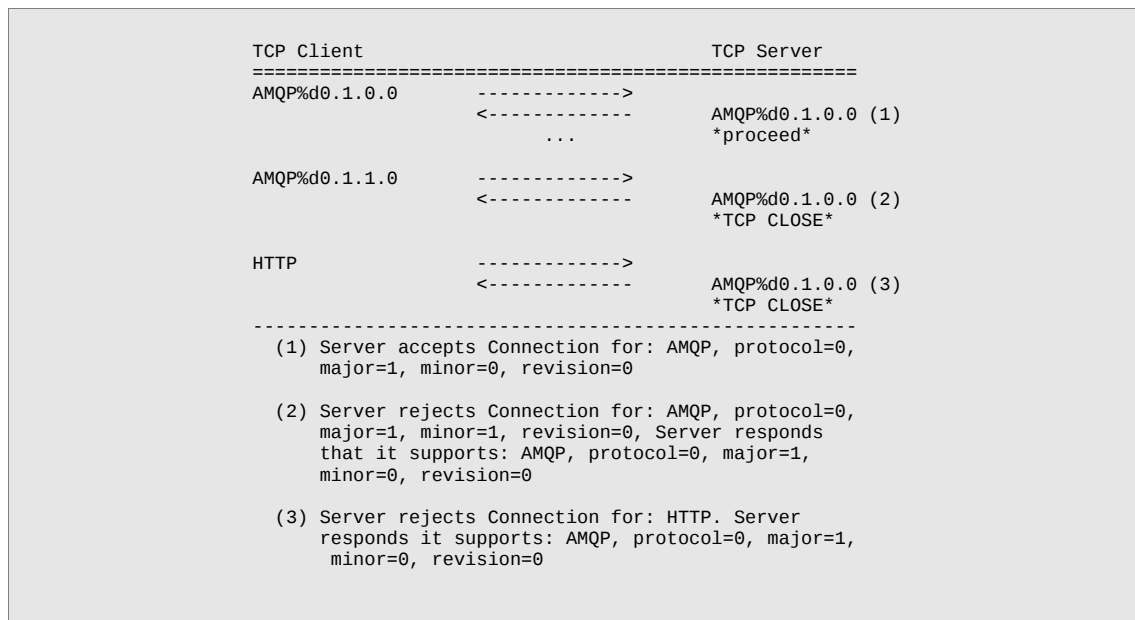 TCP Client                                TCP Server
======================================================
AMQP%d0.1.0.0       ------------->
                    <-------------       AMQP%d0.1.0.0 (1)
                          ...            *proceed*
AMQP%d0.1.1.0       ------------->
                    <-------------       AMQP%d0.1.0.0 (2)
                                         *TCP CLOSE*
HTTP                ------------->
                    <-------------       AMQP%d0.1.0.0 (3)
                                         *TCP CLOSE*
------------------------------------------------------
(1) Server accepts Connection for: AMQP, protocol=0,
major=1, minor=0, revision=0
(2) Server rejects Connection for: AMQP, protocol=0,
major=1, minor=1, revision=0, Server responds
that it supports: AMQP, protocol=0, major=1,
minor=0, revision=0
(3) Server rejects Connection for: HTTP. Server
responds it supports: AMQP, protocol=0, major=1,
minor=0, revision=0